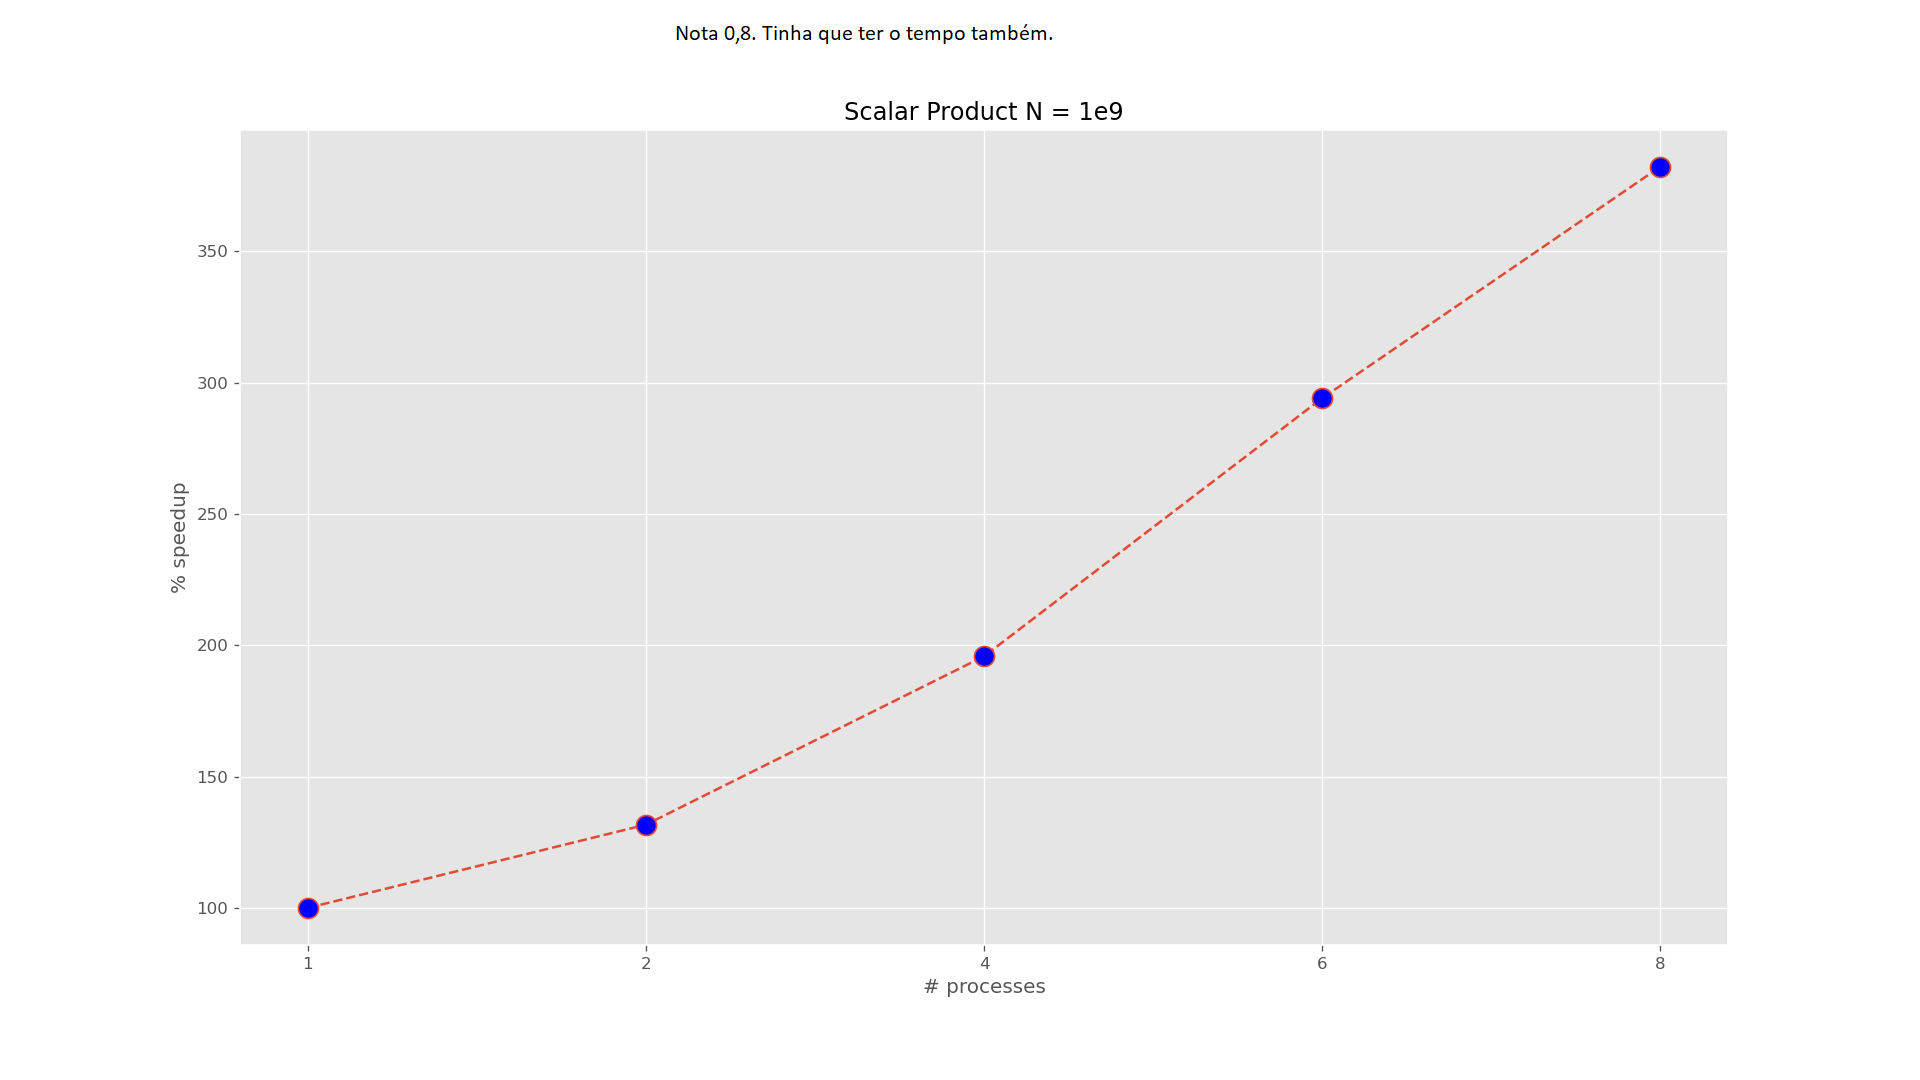 Nota 0,8. Tinha que ter o tempo também.
Scalar Product N = 1e9
% speedup
350
300
250
200
150
100
1
2
4
6
8
# processes